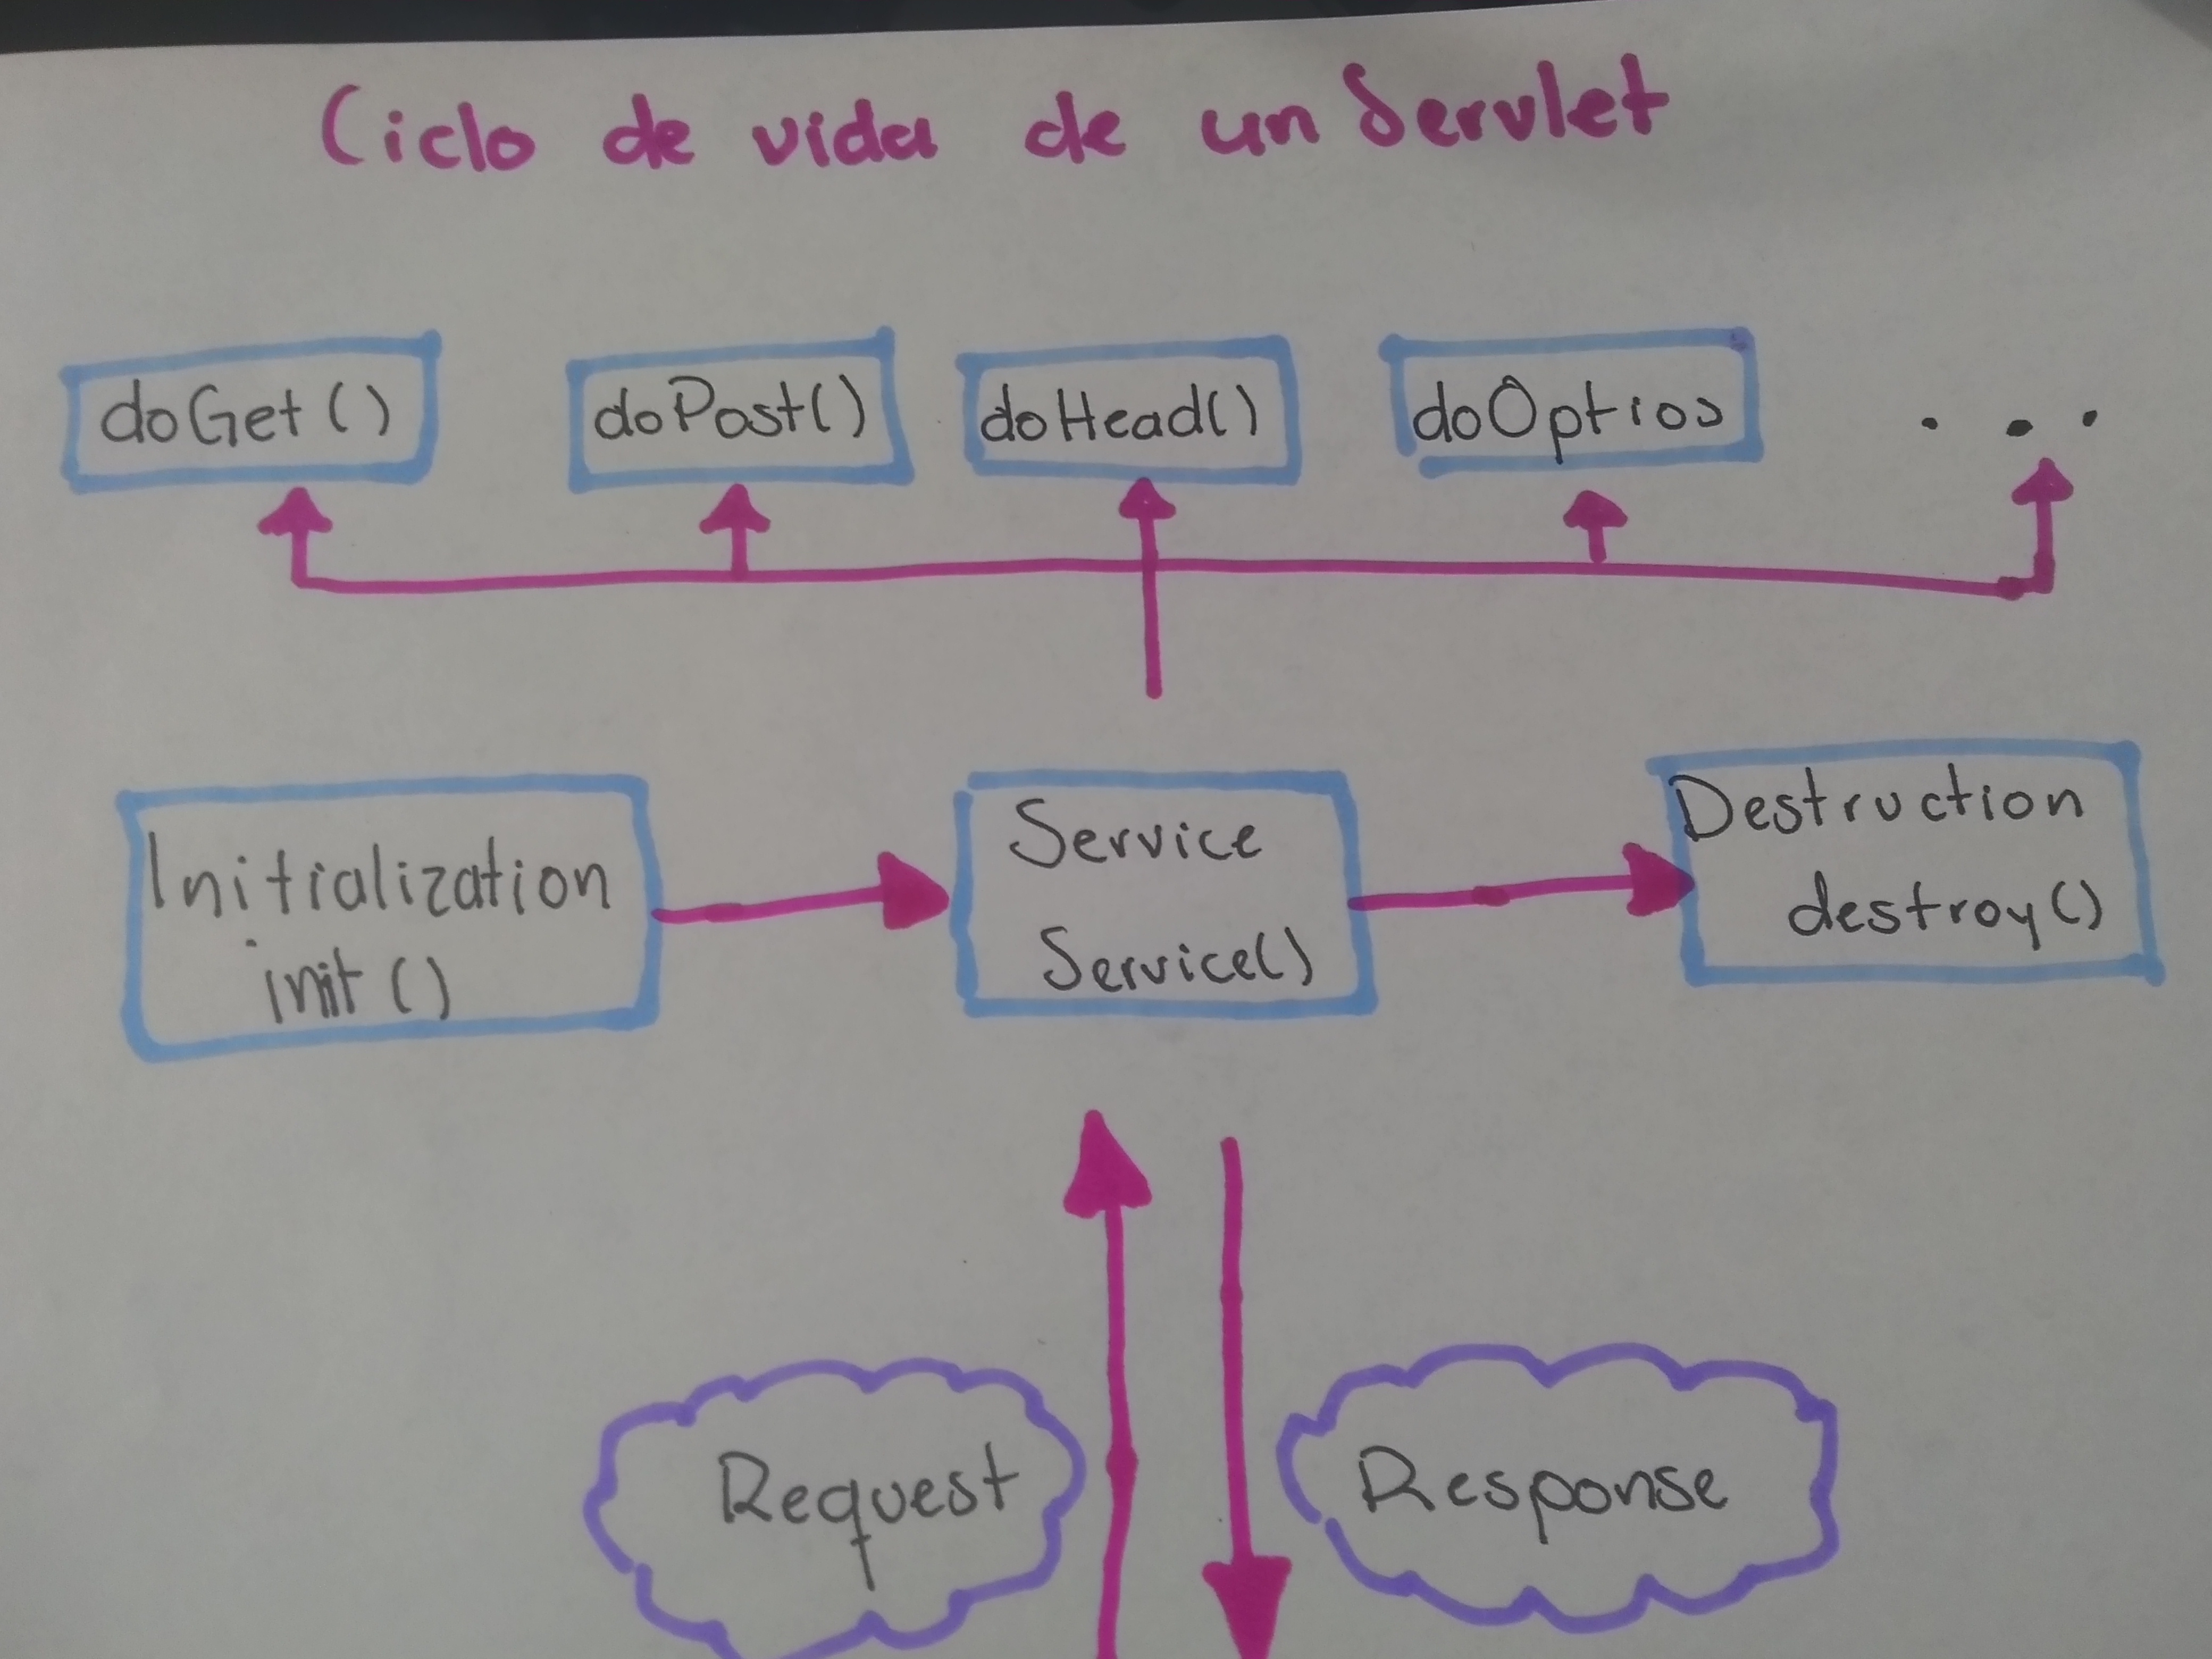 Ciclo de vida de un Servlet
doGet()
doPost()
doHead()
doOptios
. . .
Initialization
init()
Service
Service()
Destruction
destroy()
Request
Response